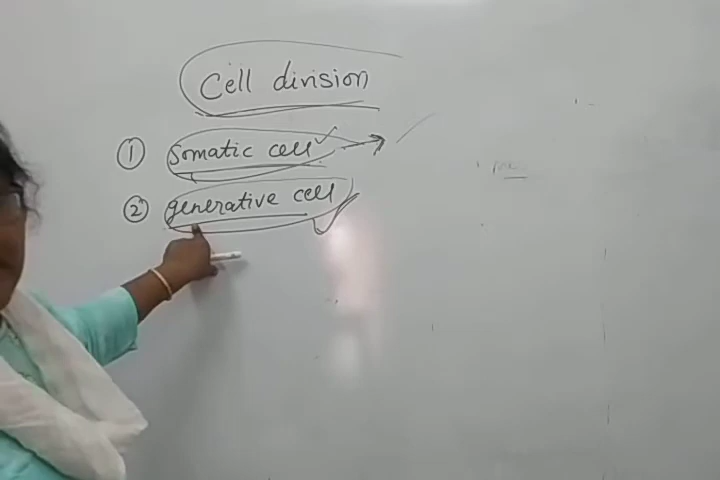 Cell division
① Somatic cell
② generative cell